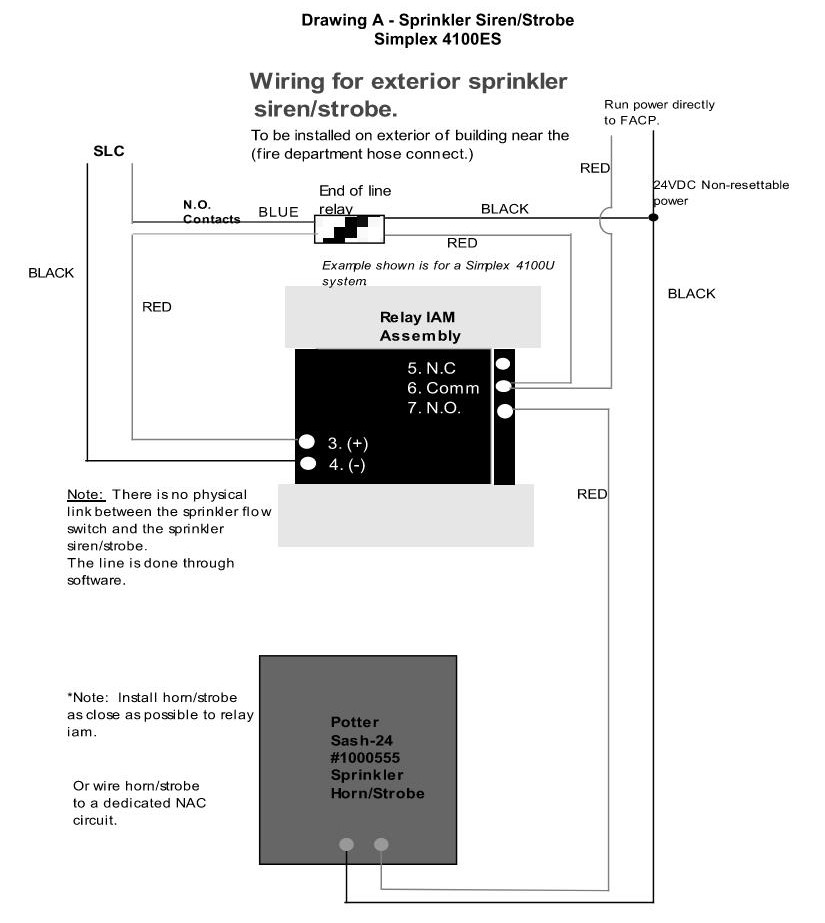 Drawing A - Sprinkler Siren/Strobe
Simplex 4100ES
Wiring for exterior sprinkler
siren/strobe.
To be installed on exterior of building near the
(fire department hose connect.)
Run power directly
to FACP.
SLC
RED
24VDC Non-resettable
power
End of line
relay
N.O.
Contacts
BLUE
BLACK
RED
Example shown is for a Simplex 4100U
system
BLACK
RED
BLACK
Relay IAM
Assembly
5. N.C
6. Comm
7. N.O.
3. (+)
4. (-)
RED
Note: There is no physical
link between the sprinkler flow
switch and the sprinkler
siren/strobe.
The line is done through
software.
*Note: Install horn/strobe
as close as possible to relay
iam.
Or wire horn/strobe
to a dedicated NAC
circuit.
Potter
Sash-24
#1000555
Sprinkler
Horn/Strobe